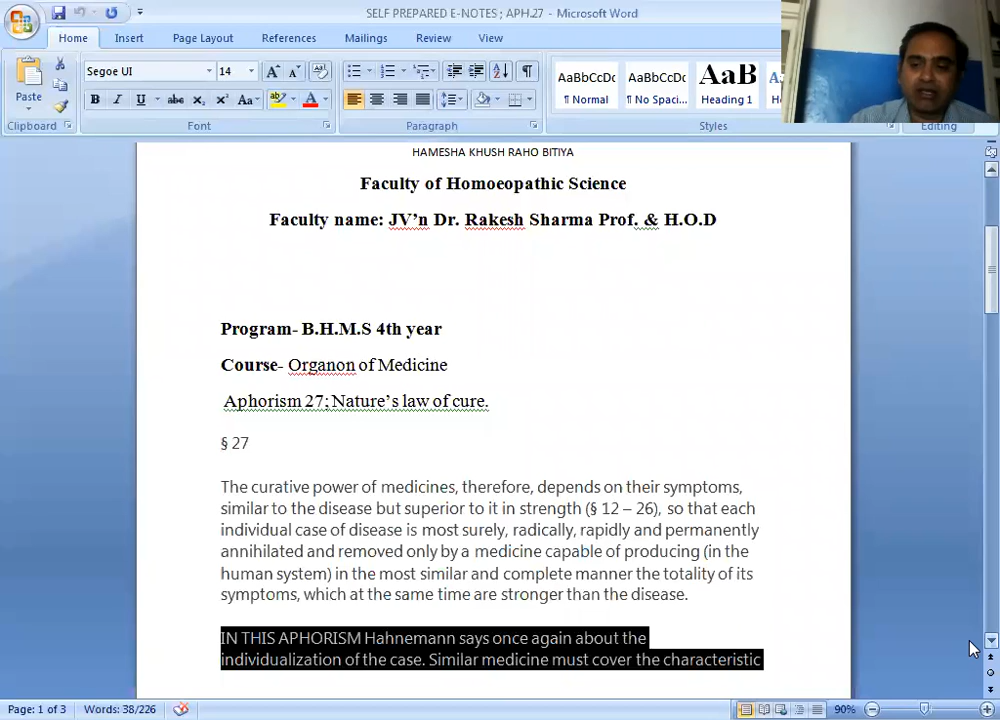 SELF PREPARED E-NOTES ; APH.27 - Microsoft Word
Home Insert Page Layout References Mailings Review View
Paste
Segoe UI 14
AaBbCcDc AaBbCcDc AaBbCc
¶ Normal ¶ No Spaci... Heading 1
Clipboard Font Paragraph Styles Editing
HAMESHA KHUSH RAHO BITIYA
Faculty of Homoeopathic Science
Faculty name: JV’n Dr. Rakesh Sharma Prof. & H.O.D
Program- B.H.M.S 4th year
Course- Organon of Medicine
Aphorism 27; Nature’s law of cure.
§ 27
The curative power of medicines, therefore, depends on their symptoms,
similar to the disease but superior to it in strength (§ 12 – 26), so that each
individual case of disease is most surely, radically, rapidly and permanently
annihilated and removed only by a medicine capable of producing (in the
human system) in the most similar and complete manner the totality of its
symptoms, which at the same time are stronger than the disease.
IN THIS APHORISM Hahnemann says once again about the
individualization of the case. Similar medicine must cover the characteristic
Page: 1 of 3 Words: 38/226 90%